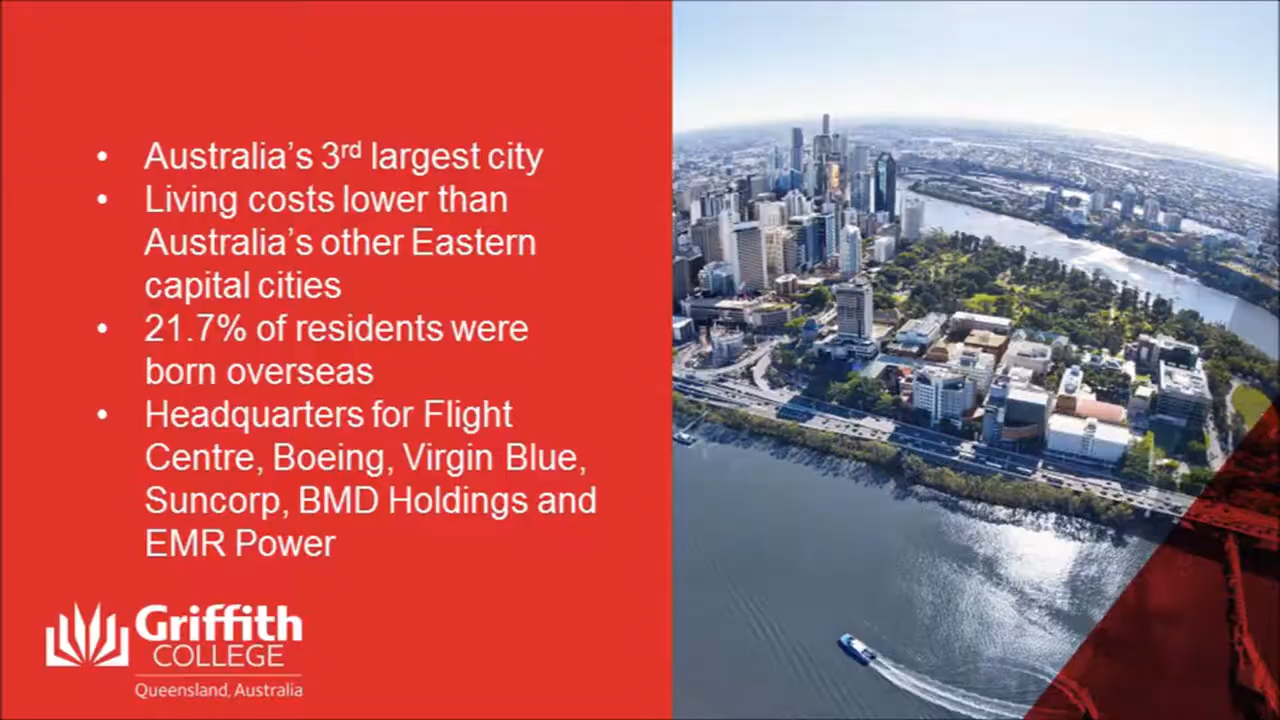 • Australia's 3rd largest city
• Living costs lower than
Australia's other Eastern
capital cities
• 21.7% of residents were
born overseas
• Headquarters for Flight
Centre, Boeing, Virgin Blue,
Suncorp, BMD Holdings and
EMR Power
Griffith
COLLEGE
Queensland, Australia